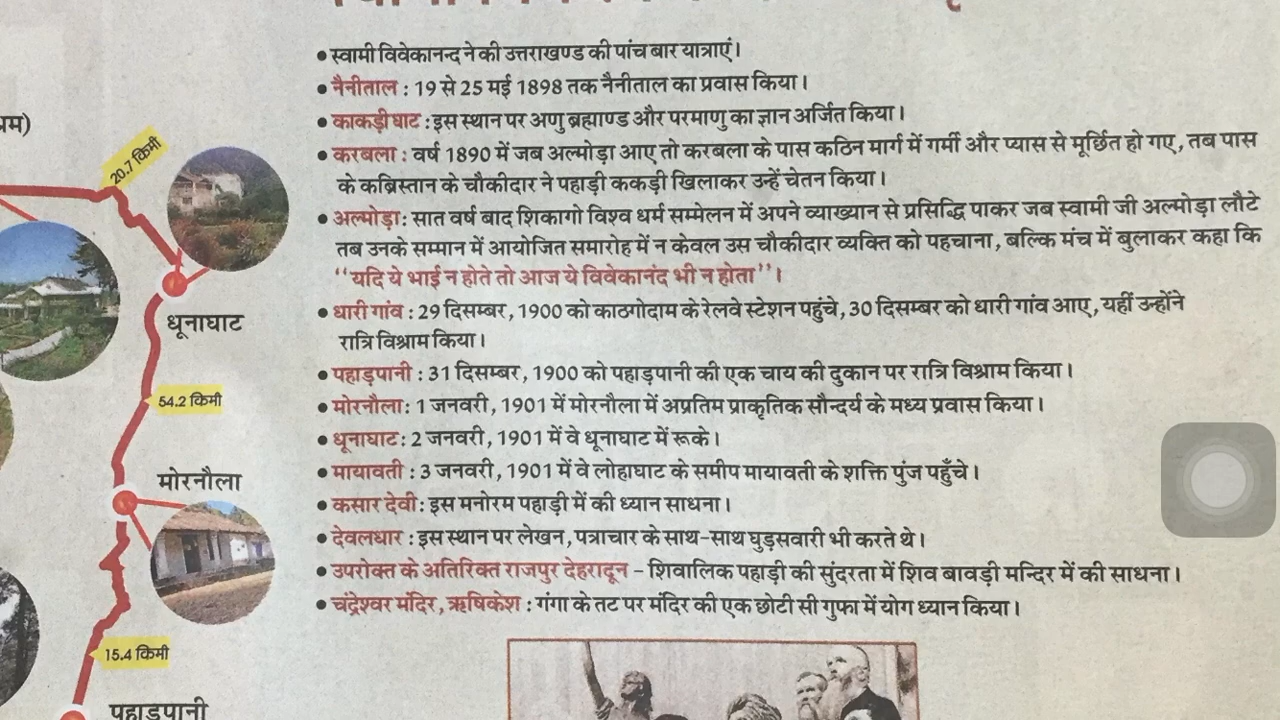 • स्वामी विवेकानन्द ने की उत्तराखण्ड की पांच बार यात्राएं।
• नैनीताल : 19 से 25 मई 1898 तक नैनीताल का प्रवास किया।
• काकड़ीघाट : इस स्थान पर अणु ब्रह्माण्ड और परमाणु का ज्ञान अर्जित किया।
• करबला : वर्ष 1890 में जब अल्मोड़ा आए तो करबला के पास कठिन मार्ग में गर्मी और प्यास से मूर्छित हो गए, तब पास
के कब्रिस्तान के चौकीदार ने पहाड़ी ककड़ी खिलाकर उन्हें चेतन किया।
• अल्मोड़ा: सात वर्ष बाद शिकागो विश्व धर्म सम्मेलन में अपने व्याख्यान से प्रसिद्धि पाकर जब स्वामी जी अल्मोड़ा लौटे
तब उनके सम्मान में आयोजित समारोह में न केवल उस चौकीदार व्यक्ति को पहचाना, बल्कि मंच में बुलाकर कहा कि
‘‘यदि ये भाई न होते तो आज ये विवेकानंद भी न होता’’।
• धारी गांव : 29 दिसम्बर, 1900 को काठगोदाम के रेलवे स्टेशन पहुंचे, 30 दिसम्बर को धारी गांव आए, यहीं उन्होंने
रात्रि विश्राम किया।
• पहाड़पानी : 31 दिसम्बर, 1900 को पहाड़पानी की एक चाय की दुकान पर रात्रि विश्राम किया।
• मोरनौला: 1 जनवरी, 1901 में मोरनौला में अप्रतिम प्राकृतिक सौन्दर्य के मध्य प्रवास किया।
• धूनाघाट: 2 जनवरी, 1901 में वे धूनाघाट में रूके।
• मायावती : 3 जनवरी, 1901 में वे लोहाघाट के समीप मायावती के शक्ति पुंज पहुँचे।
• कसार देवी: इस मनोरम पहाड़ी में की ध्यान साधना।
• देवलधार : इस स्थान पर लेखन, पत्राचार के साथ-साथ घुड़सवारी भी करते थे।
• उपरोक्त के अतिरिक्त राजपुर देहरादून - शिवालिक पहाड़ी की सुंदरता में शिव बावड़ी मन्दिर में की साधना।
• चंद्रेश्वर मंदिर, ऋषिकेश : गंगा के तट पर मंदिर की एक छोटी सी गुफा में योग ध्यान किया।
20.7 किमी
धूनाघाट
54.2 किमी
मोरनौला
15.4 किमी
पहाड़पानी